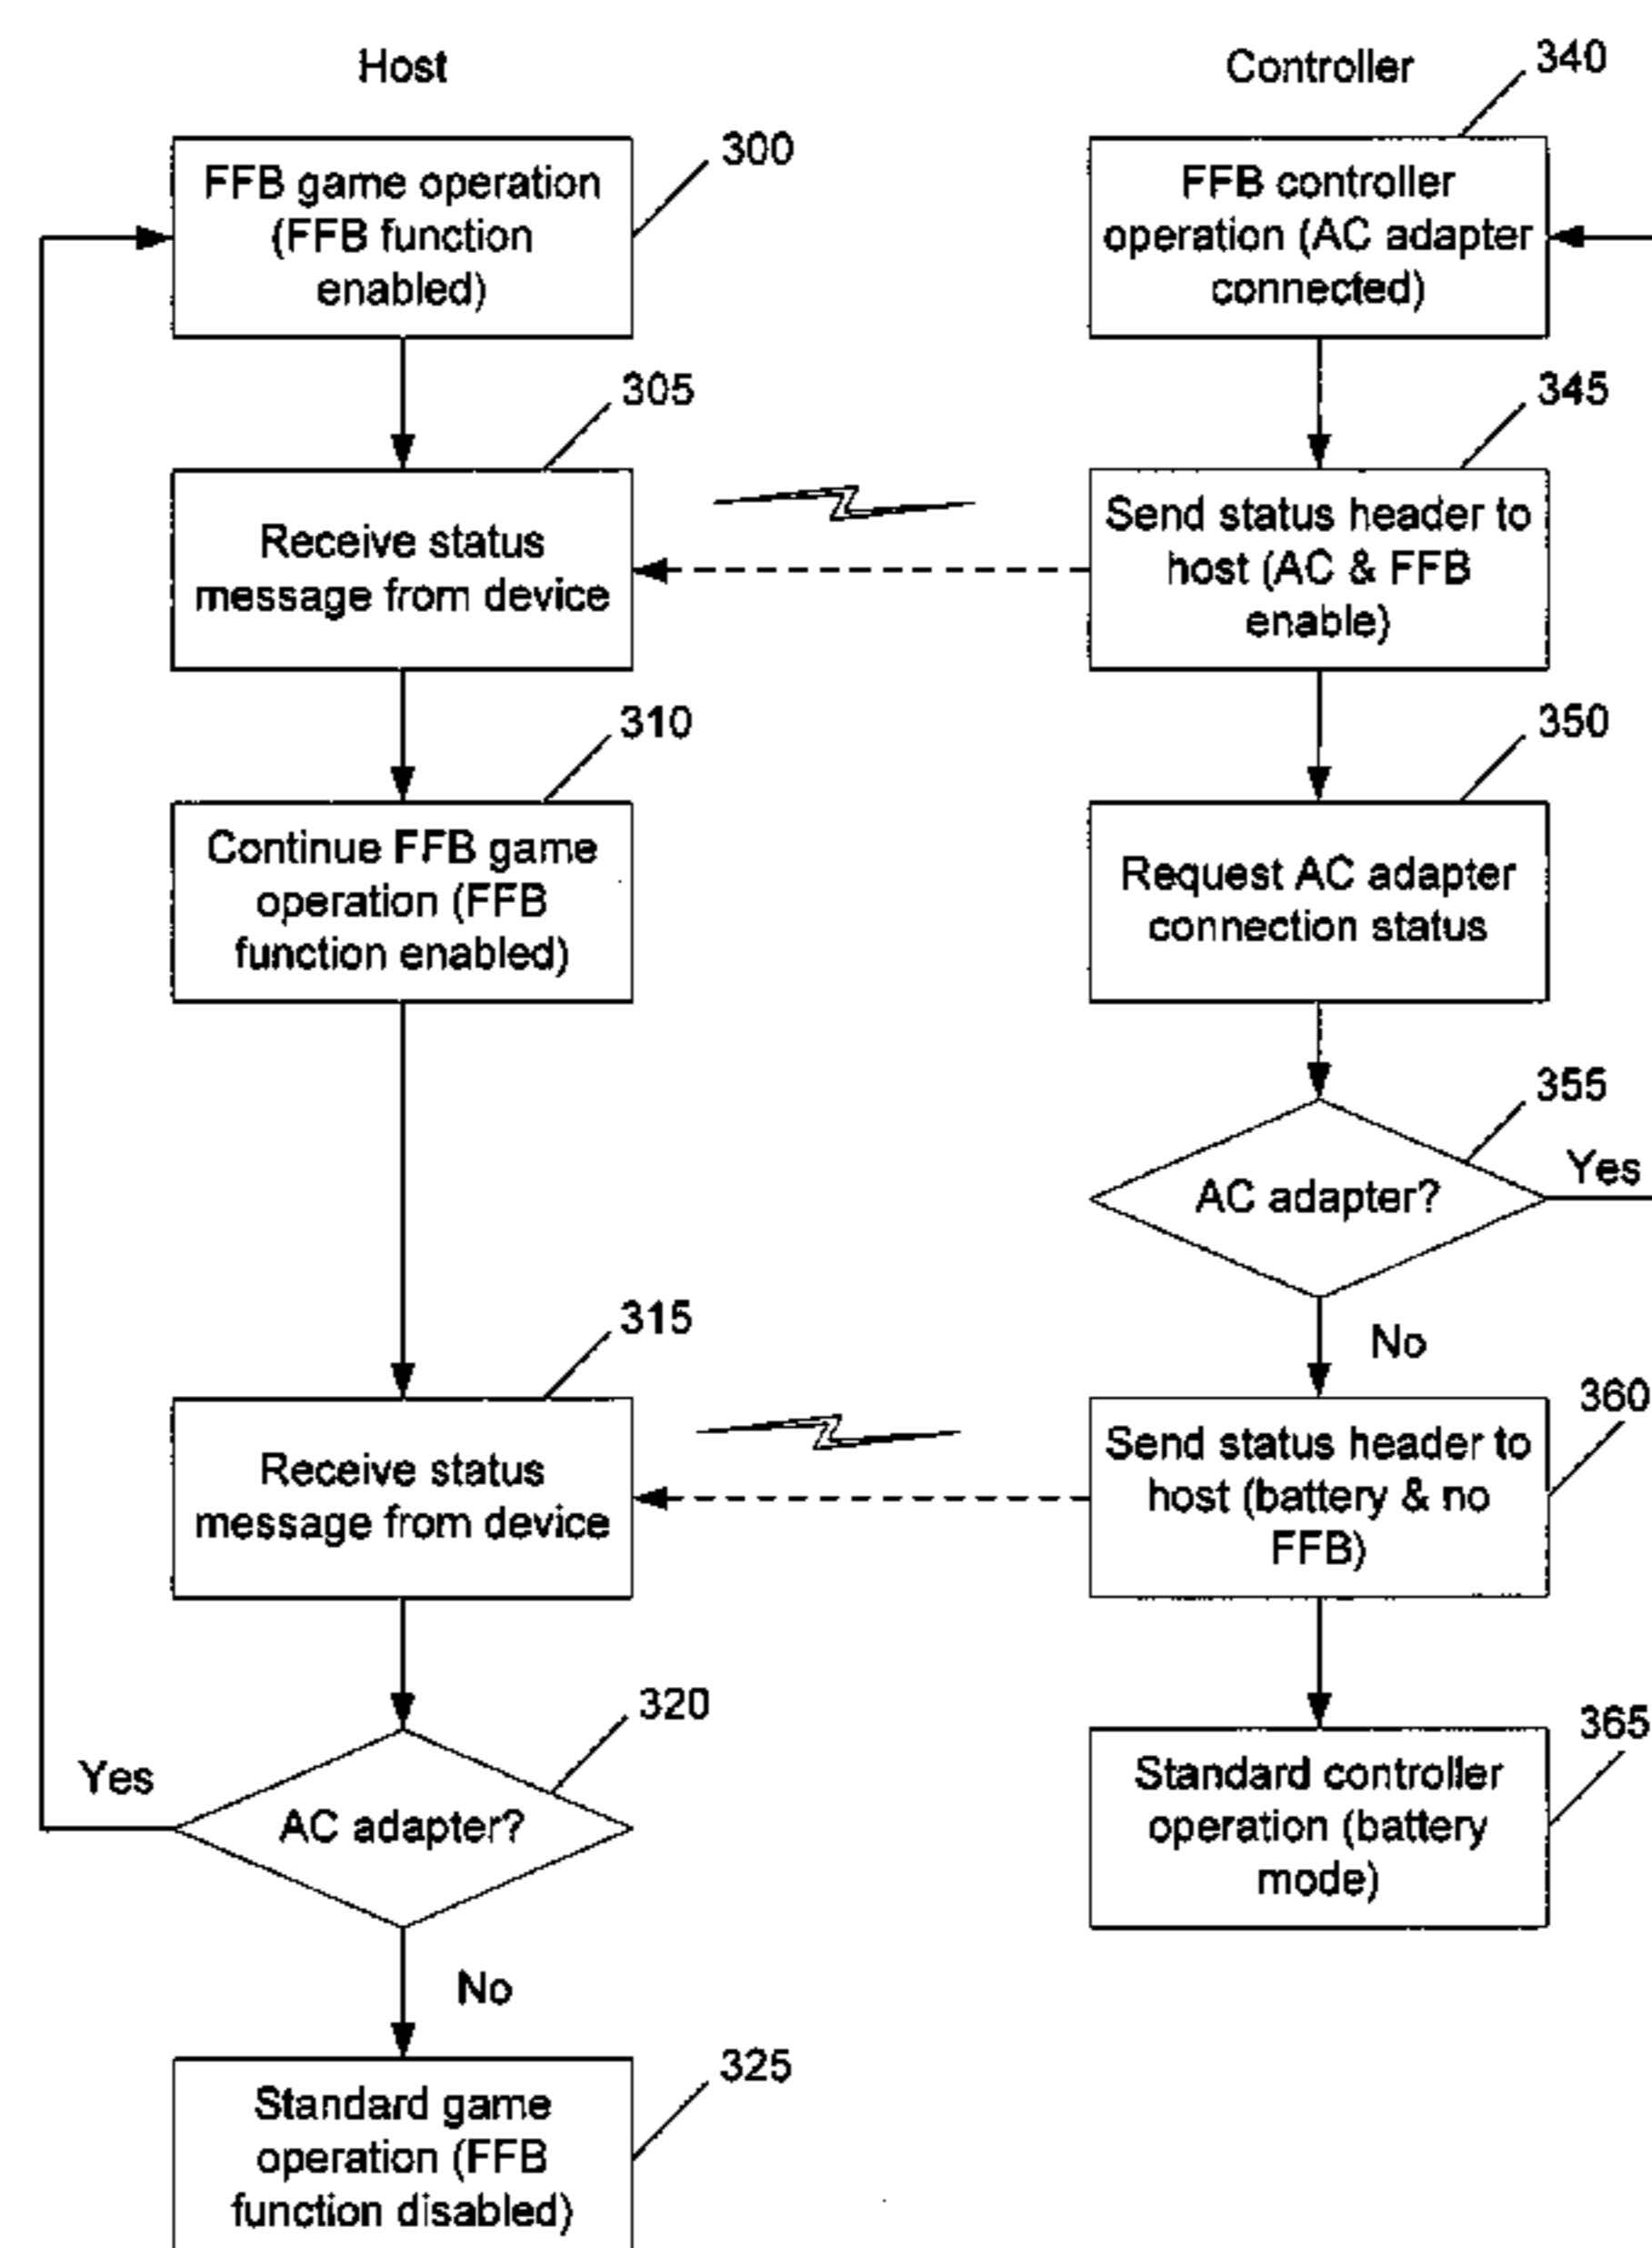 Host
Controller
340
300
FFB game operation
(FFB function
enabled)
FFB controller
operation (AC adapter
connected)
305
345
Receive status
message from device
Send status header to
host (AC & FFB
enable)
310
350
Continue FFB game
operation (FFB
function enabled)
Request AC adapter
connection status
355
AC adapter?
Yes
No
315
360
Receive status
message from device
Send status header to
host (battery & no
FFB)
320
365
Yes
AC adapter?
Standard controller
operation (battery
mode)
No
325
Standard game
operation (FFB
function disabled)